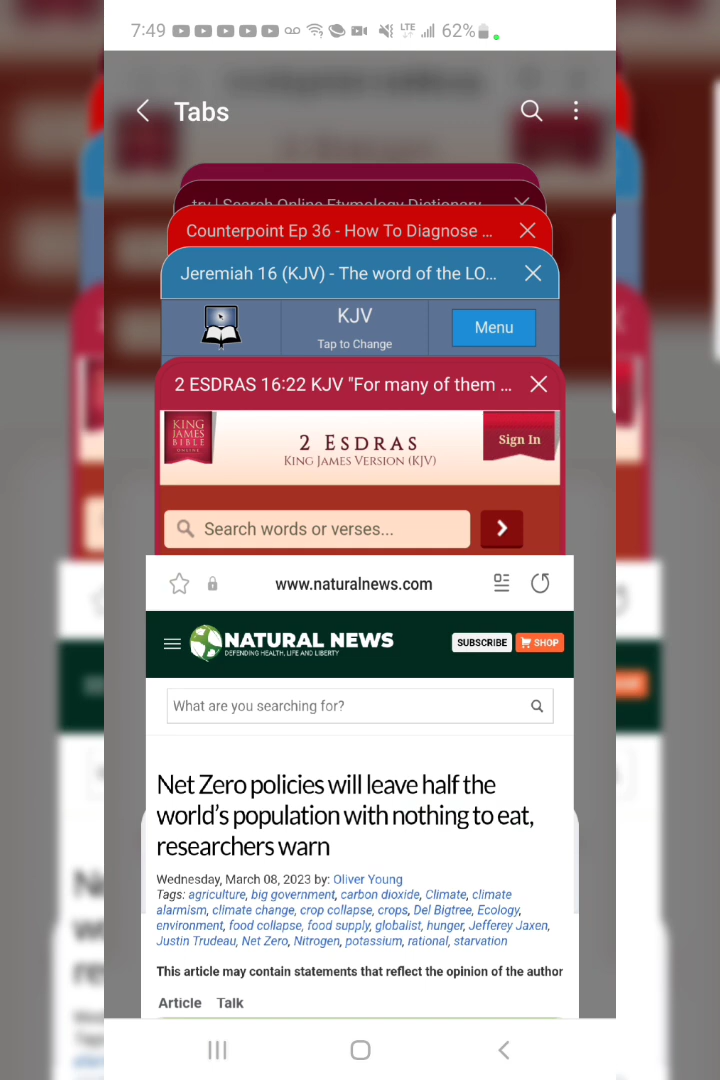 7:49 LTE 62%
Tabs
try | Search Online Etymology Dictionary
Counterpoint Ep 36 - How To Diagnose ...
Jeremiah 16 (KJV) - The word of the LO...
KJV
Tap to Change
Menu
2 ESDRAS 16:22 KJV "For many of them ...
KING
JAMES
BIBLE
ONLINE
2 ESDRAS
KING JAMES VERSION (KJV)
Sign In
Search words or verses...
www.naturalnews.com
NATURAL NEWS
DEFENDING HEALTH, LIFE AND LIBERTY
SUBSCRIBE
SHOP
What are you searching for?
Net Zero policies will leave half the
world's population with nothing to eat,
researchers warn
Wednesday, March 08, 2023 by: Oliver Young
Tags: agriculture, big government, carbon dioxide, Climate, climate
alarmism, climate change, crop collapse, crops, Del Bigtree, Ecology,
environment, food collapse, food supply, globalist, hunger, Jefferey Jaxen,
Justin Trudeau, Net Zero, Nitrogen, potassium, rational, starvation
This article may contain statements that reflect the opinion of the author
Article Talk